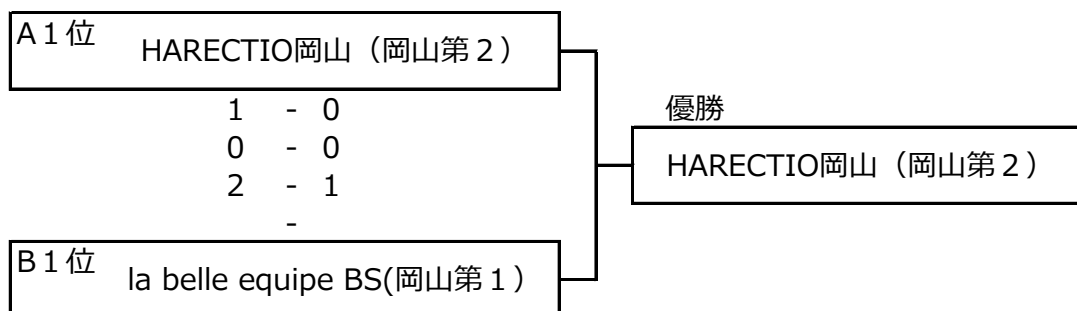 A1位
HARECTIO岡山（岡山第２）
1 - 0
0 - 0
2 - 1
-
B1位
la belle equipe BS(岡山第１）
優勝
HARECTIO岡山（岡山第２）